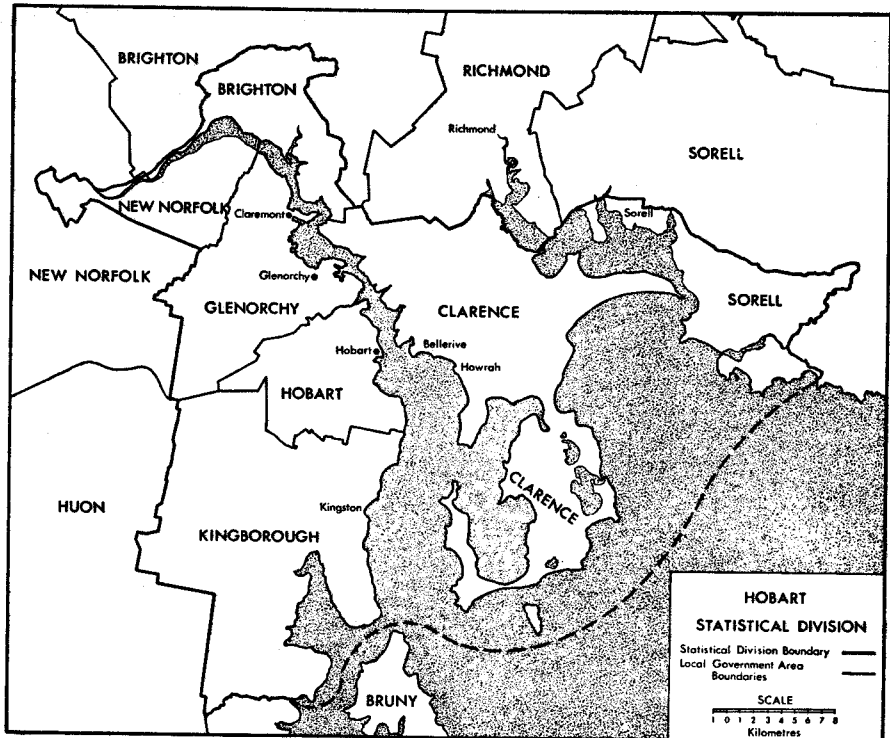 BRIGHTON
BRIGHTON
RICHMOND
Richmond
SORELL
NEW NORFOLK
Claremont
Sorell
NEW NORFOLK
Glenorchy
GLENORCHY
CLARENCE
SORELL
Hobart
Bellerive
Howrah
HOBART
CLARENCE
HUON
Kingston
KINGBOROUGH
BRUNY
HOBART
STATISTICAL DIVISION
Statistical Division Boundary
Local Government Area
Boundaries
SCALE
1 0 1 2 3 4 5 6 7 8
Kilometres